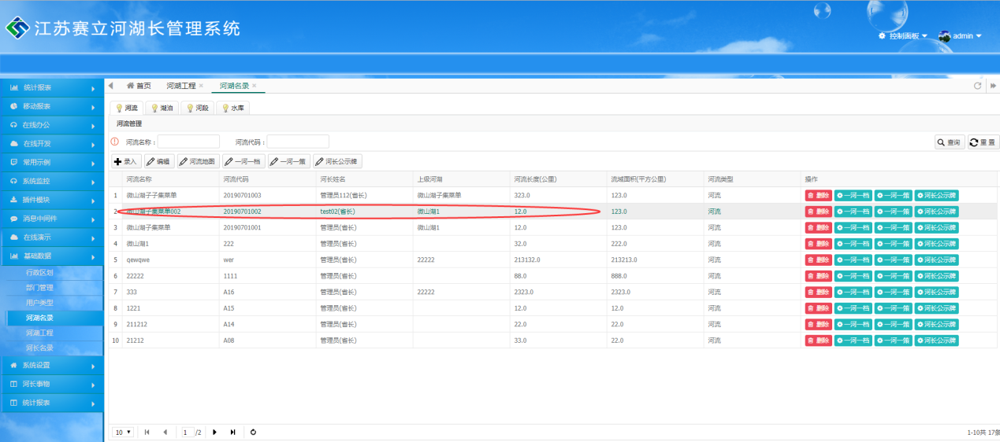 江苏赛立河湖长管理系统
控制面板 admin
统计报表
移动报表
在线办公
在线开发
常用示例
系统监控
插件模块
消息中间件
在线演示
基础数据
行政区划
部门管理
用户类型
河湖名录
河湖工程
河长名录
系统设置
河长事物
统计报表
首页 河湖工程 河湖名录
河流 湖泊 河段 水库
河流管理
河流名称： 河流代码： 查询 重置
录入 编辑 河流地图 一河一档 一河一策 河长公示牌
河流名称 河流代码 河长姓名 上级河湖 河流长度(公里) 流域面积(平方公里) 河流类型 操作
1 微山湖子子集菜单 20190701003 管理员112(省长) 微山湖子集菜单 323.0 123.0 河流 删除 一河一档 一河一策 河长公示牌
2 微山湖子集菜单002 20190701002 test02(省长) 微山湖1 12.0 123.0 河流 删除 一河一档 一河一策 河长公示牌
3 微山湖子集菜单 20190701001 管理员(省长) 微山湖1 12.0 123.0 河流 删除 一河一档 一河一策 河长公示牌
4 微山湖1 222 管理员(省长) 32.0 222.0 河流 删除 一河一档 一河一策 河长公示牌
5 qewqwe wer 管理员(省长) 22222 213132.0 213213.0 河流 删除 一河一档 一河一策 河长公示牌
6 22222 1111 管理员(省长) 88.0 888.0 河流 删除 一河一档 一河一策 河长公示牌
7 333 A16 管理员(省长) 22222 2323.0 2323.0 河流 删除 一河一档 一河一策 河长公示牌
8 1221 A15 管理员(省长) 12.0 12.0 河流 删除 一河一档 一河一策 河长公示牌
9 211212 A14 管理员(省长) 22.0 22.0 河流 删除 一河一档 一河一策 河长公示牌
10 21212 A08 管理员(省长) 33.0 22.0 河流 删除 一河一档 一河一策 河长公示牌
10 1 /2 1-10共 17条